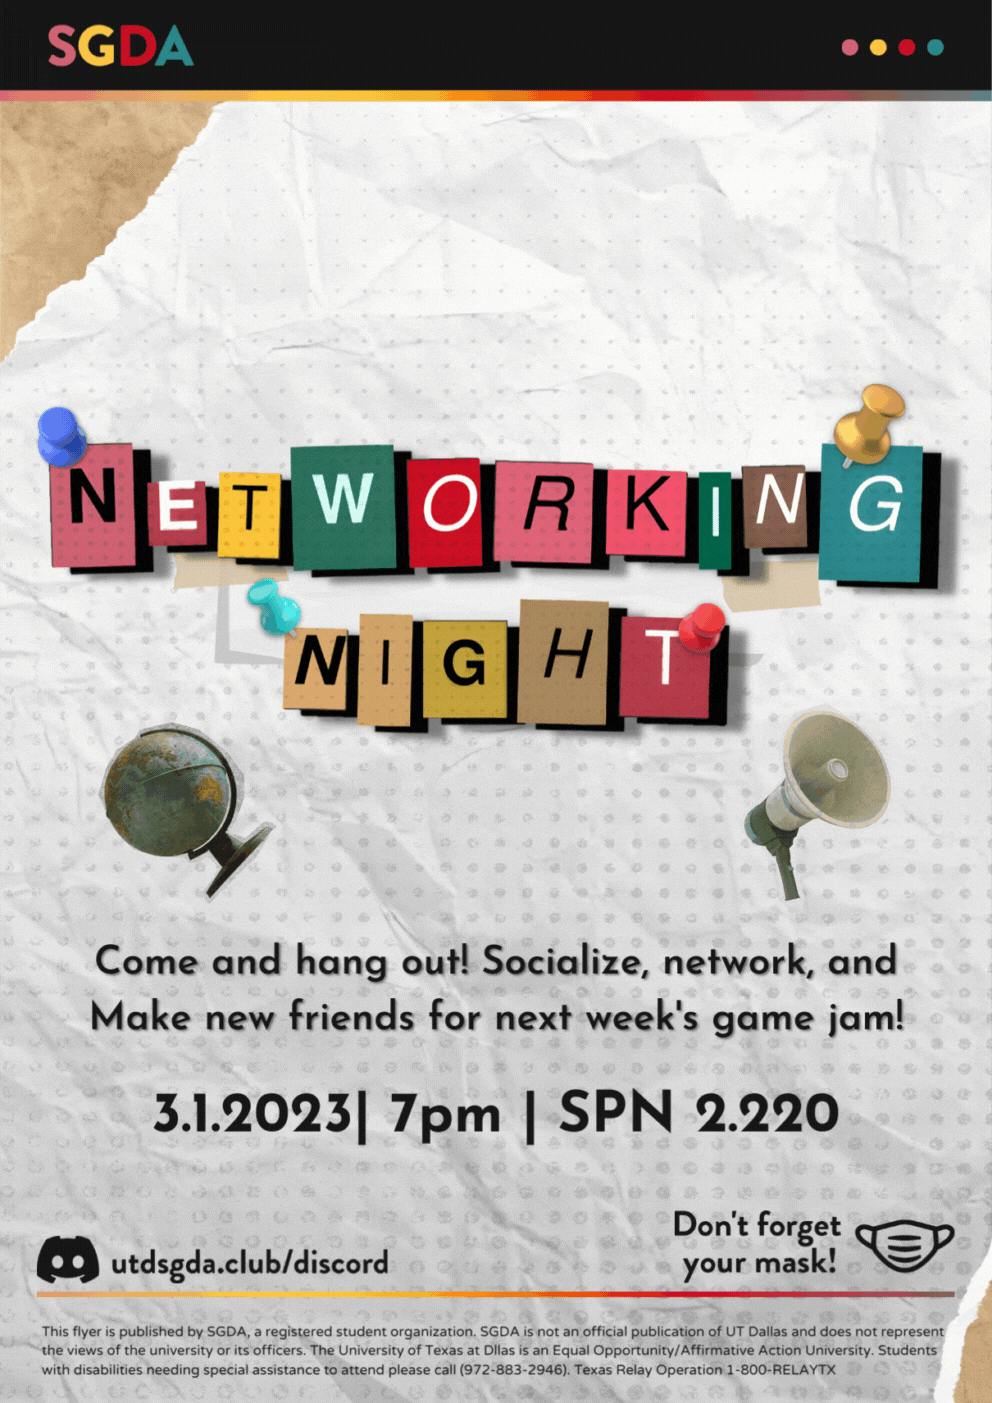 SGDA
NETWORKING
NIGHT
Come and hang out! Socialize, network, and
Make new friends for next week's game jam!
3.1.2023| 7pm | SPN 2.220
Don't forget
your mask!
utdsgda.club/discord
This flyer is published by SGDA, a registered student organization. SGDA is not an official publication of UT Dallas and does not represent
the views of the university or its officers. The University of Texas at Dllas is an Equal Opportunity/Affirmative Action University. Students
with disabilities needing special assistance to attend please call (972-883-2946). Texas Relay Operation 1-800-RELAYTX